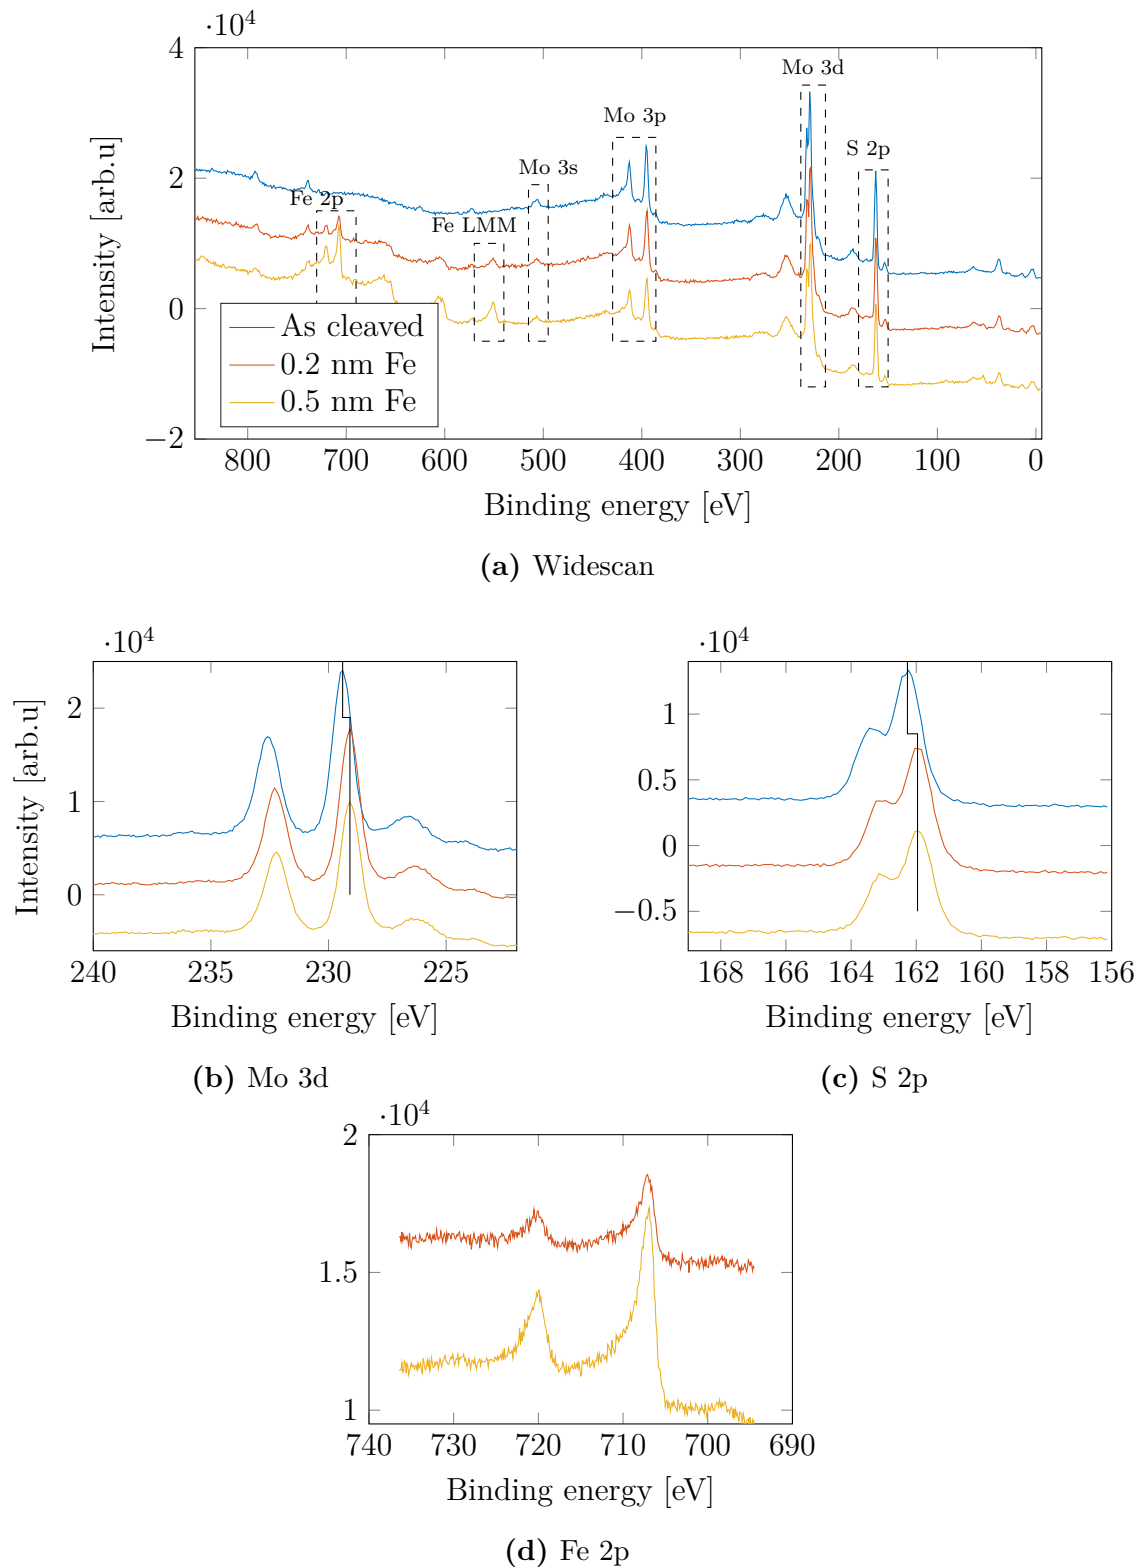 ·10⁴
4
2
0
−2
Intensity [arb.u]
Mo 3d
Mo 3p
S 2p
Mo 3s
Fe 2p
Fe LMM
As cleaved
0.2 nm Fe
0.5 nm Fe
800 700 600 500 400 300 200 100 0
Binding energy [eV]
(a) Widescan
·10⁴
2
1
0
Intensity [arb.u]
240 235 230 225
Binding energy [eV]
(b) Mo 3d
·10⁴
1
0.5
0
−0.5
168 166 164 162 160 158 156
Binding energy [eV]
(c) S 2p
·10⁴
2
1.5
1
740 730 720 710 700 690
Binding energy [eV]
(d) Fe 2p